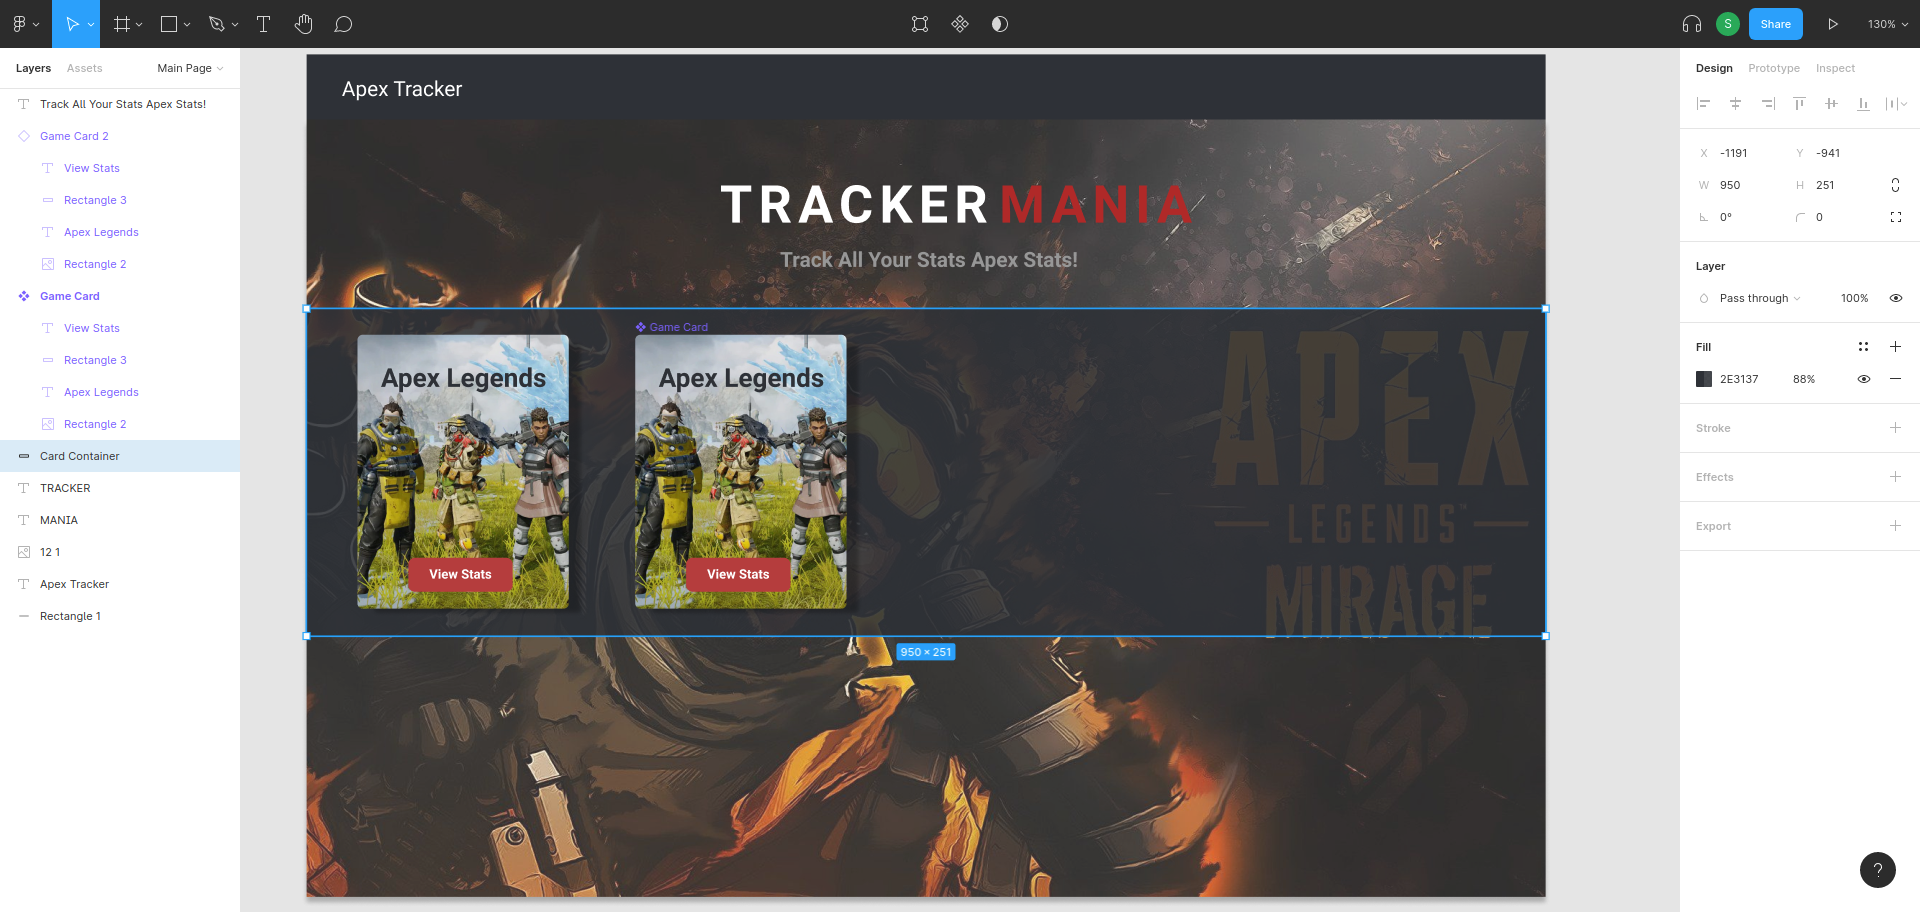 S
Share
130%
Layers
Assets
Main Page
Track All Your Stats Apex Stats!
Game Card 2
View Stats
Rectangle 3
Apex Legends
Rectangle 2
Game Card
View Stats
Rectangle 3
Apex Legends
Rectangle 2
Card Container
TRACKER
MANIA
12 1
Apex Tracker
Rectangle 1
Apex Tracker
TRACKER MANIA
Track All Your Stats Apex Stats!
Game Card
Apex Legends
Apex Legends
View Stats
View Stats
APEX
LEGENDS
MIRAGE
950 × 251
Design
Prototype
Inspect
X -1191
Y -941
W 950
H 251
0°
0
Layer
Pass through
100%
Fill
2E3137
88%
Stroke
Effects
Export
?